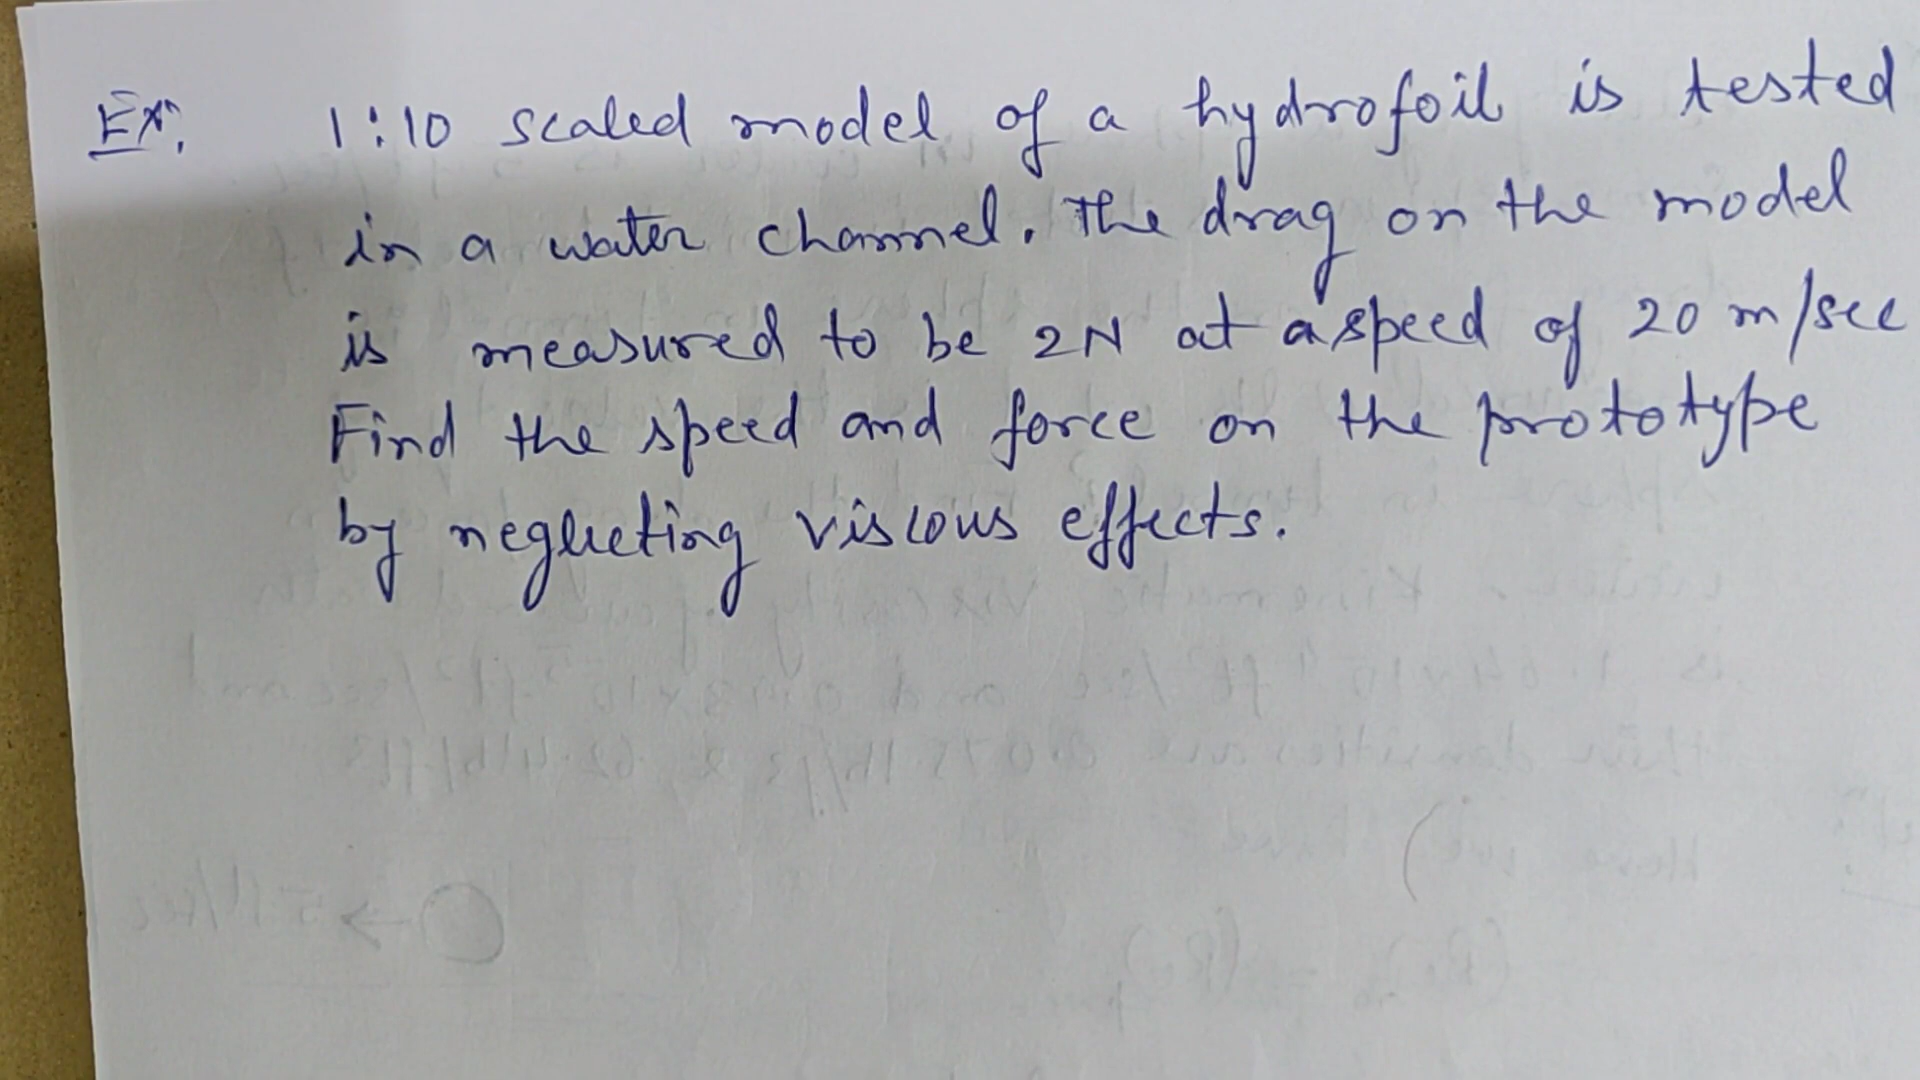 Ex. 1:10 scaled model of a hydrofoil is tested
in a water channel. The drag on the model
is measured to be 2N at a speed of 20 m/sec
Find the speed and force on the prototype
by neglecting viscous effects.